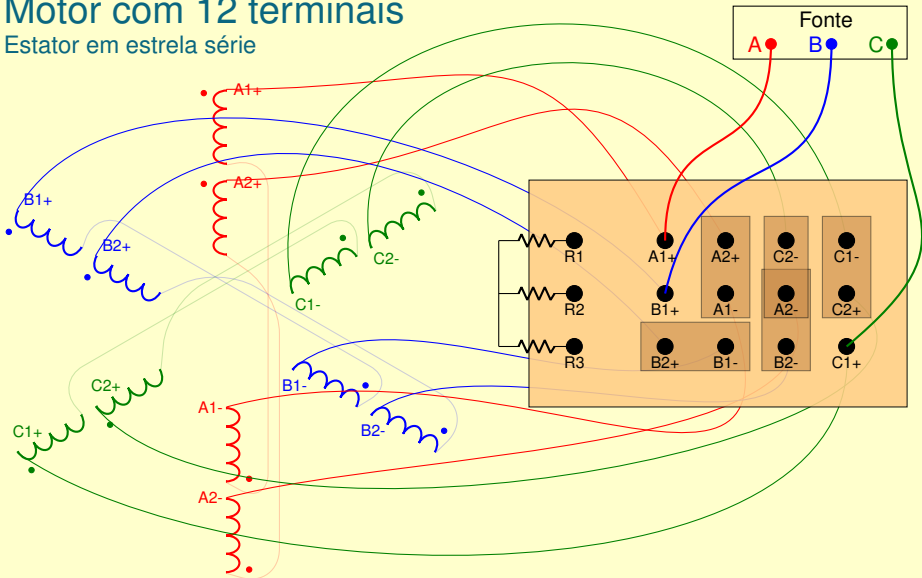 Motor com 12 terminais
Estator em estrela série
Fonte
A B C
A1+
A2+
B1+
B2+
C2-
C1-
B1-
B2-
C2+
C1+
A1-
A2-
R1 A1+ A2+ C2- C1-
R2 B1+ A1- A2- C2+
R3 B2+ B1- B2- C1+